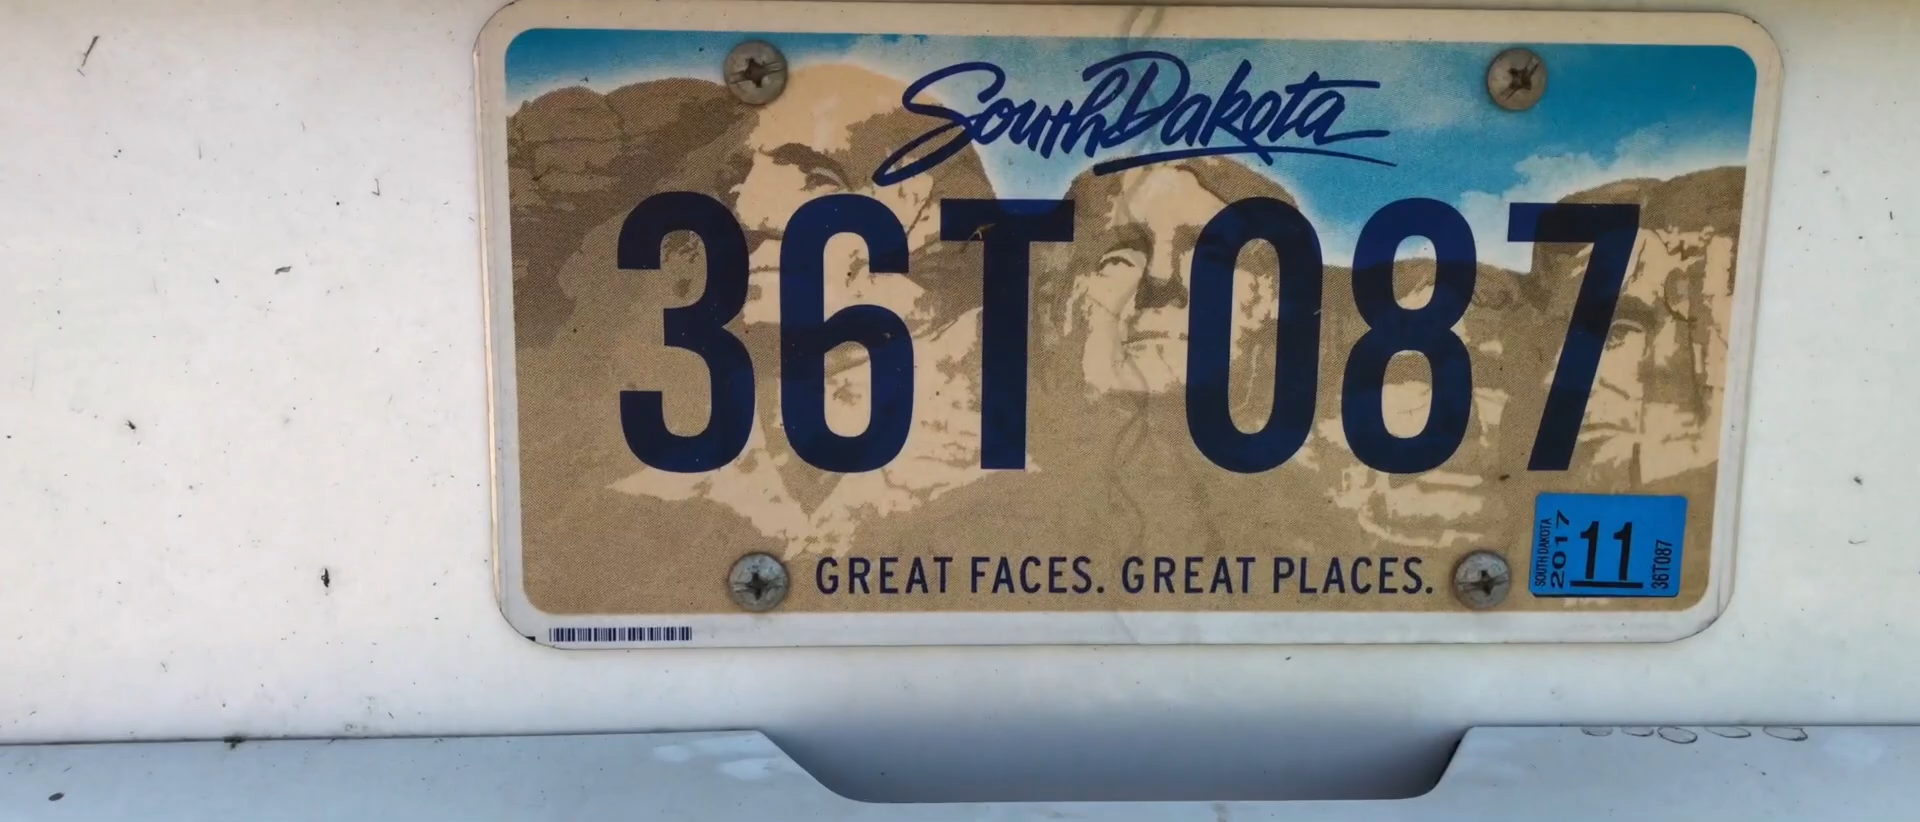 South Dakota
36T 087
GREAT FACES. GREAT PLACES.
SOUTH DAKOTA
2017
11
36T087